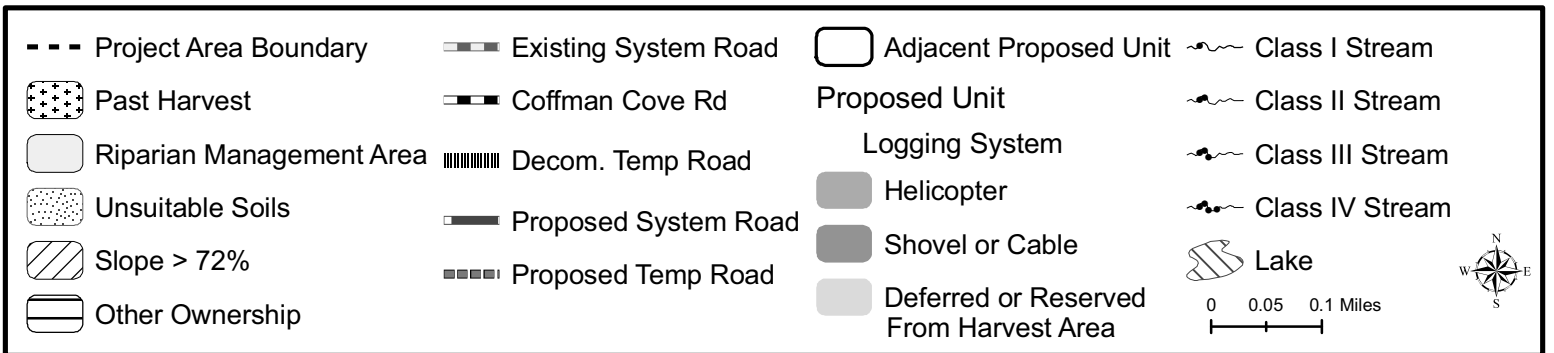 Project Area Boundary
Past Harvest
Riparian Management Area
Unsuitable Soils
Slope > 72%
Other Ownership
Existing System Road
Coffman Cove Rd
Decom. Temp Road
Proposed System Road
Proposed Temp Road
Adjacent Proposed Unit
Proposed Unit
Logging System
Helicopter
Shovel or Cable
Deferred or Reserved
From Harvest Area
Class I Stream
Class II Stream
Class III Stream
Class IV Stream
Lake
0 0.05 0.1 Miles
N
W E
S